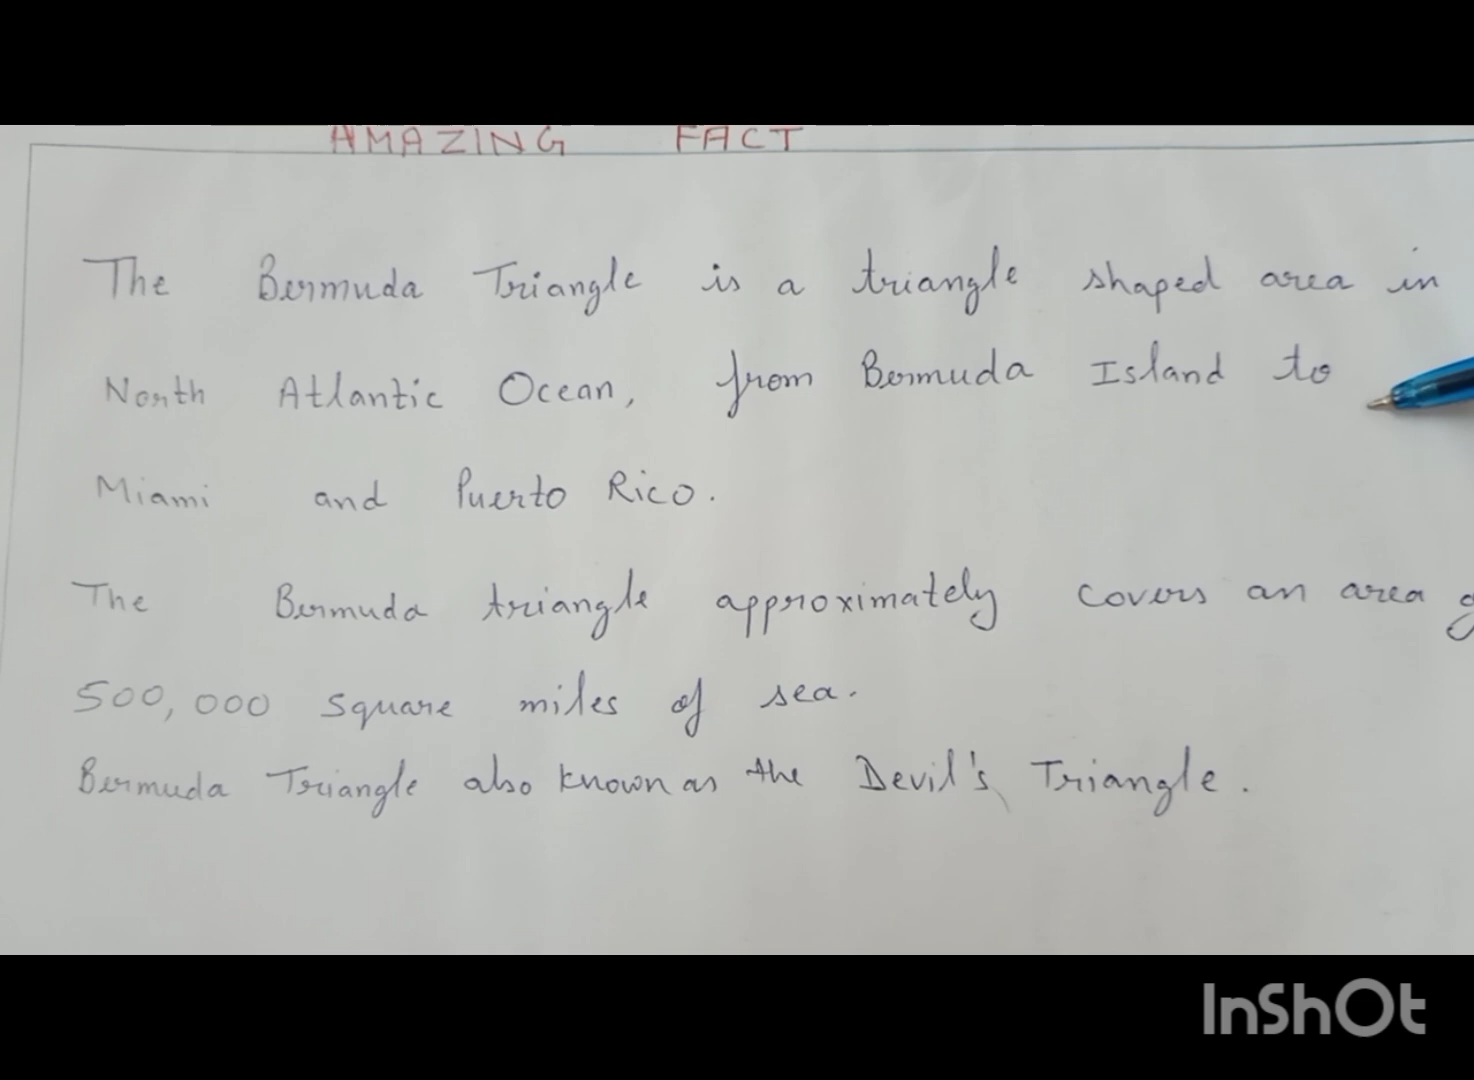 AMAZING FACT
The Bermuda Triangle is a triangle shaped area in
North Atlantic Ocean, from Bermuda Island to
Miami and Puerto Rico.
The Bermuda triangle approximately covers an area
500,000 square miles of sea.
Bermuda Triangle also known as the Devil's Triangle.
InShOt